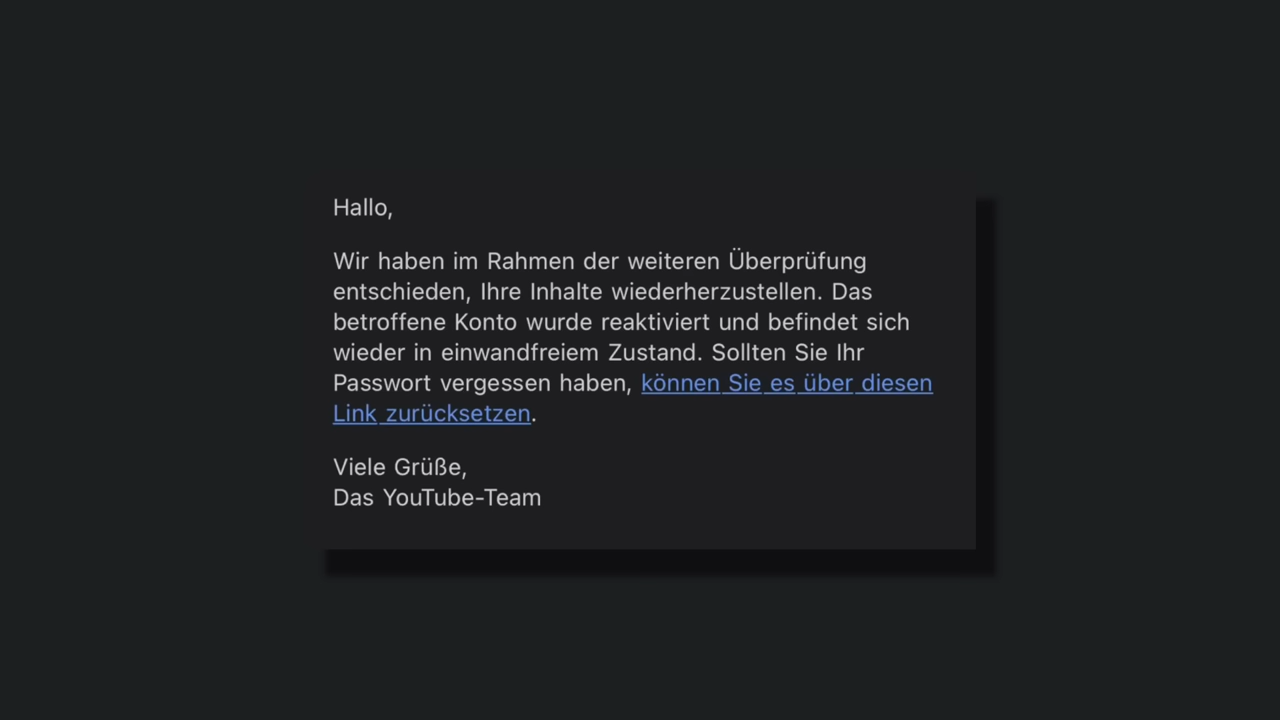 Hallo,
Wir haben im Rahmen der weiteren Überprüfung
entschieden, Ihre Inhalte wiederherzustellen. Das
betroffene Konto wurde reaktiviert und befindet sich
wieder in einwandfreiem Zustand. Sollten Sie Ihr
Passwort vergessen haben, können Sie es über diesen
Link zurücksetzen.
Viele Grüße,
Das YouTube-Team